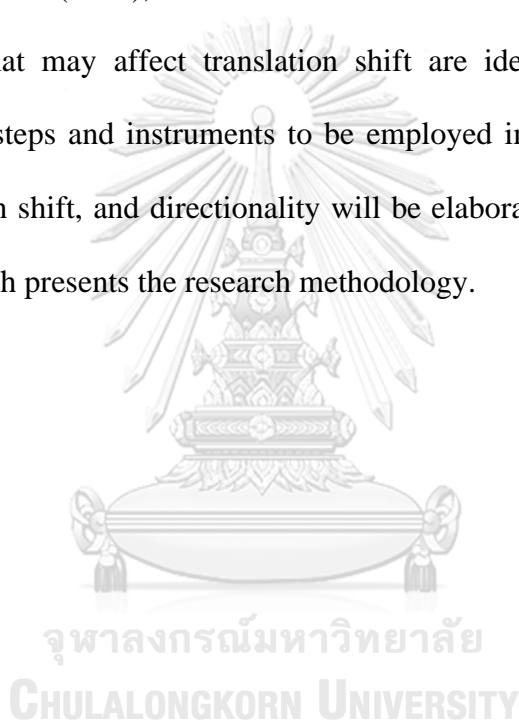 hat may affect translation shift are ide
steps and instruments to be employed in
n shift, and directionality will be elabora
ch presents the research methodology.
จุฬาลงกรณ์มหาวิทยาลัย
CHULALONGKORN UNIVERSITY